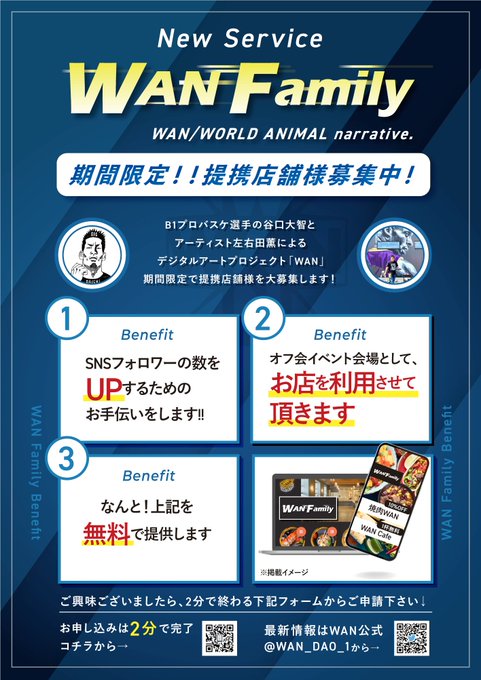 New Service
WAN Family
WAN/WORLD ANIMAL narrative.
期間限定！！提携店舗様募集中！
B1プロバスケ選手の谷口大智と
アーティスト左右田薫による
デジタルアートプロジェクト「WAN」
期間限定で提携店舗様を大募集します！
DAICHI
1
Benefit
SNSフォロワーの数を
UPするための
お手伝いをします!!
2
Benefit
オフ会イベント会場として、
お店を利用させて
頂きます
WAN Family Benefit
WAN Family Benefit
3
Benefit
なんと！上記を
無料で提供します
WAN Family
WAN Family
焼肉WAN
1杯無料
WAN Cafe
※掲載イメージ
ご興味ございましたら、2分で終わる下記フォームからご申請下さい↓
お申し込みは2分で完了
コチラから→
最新情報はWAN公式
@WAN_DAO_1から→